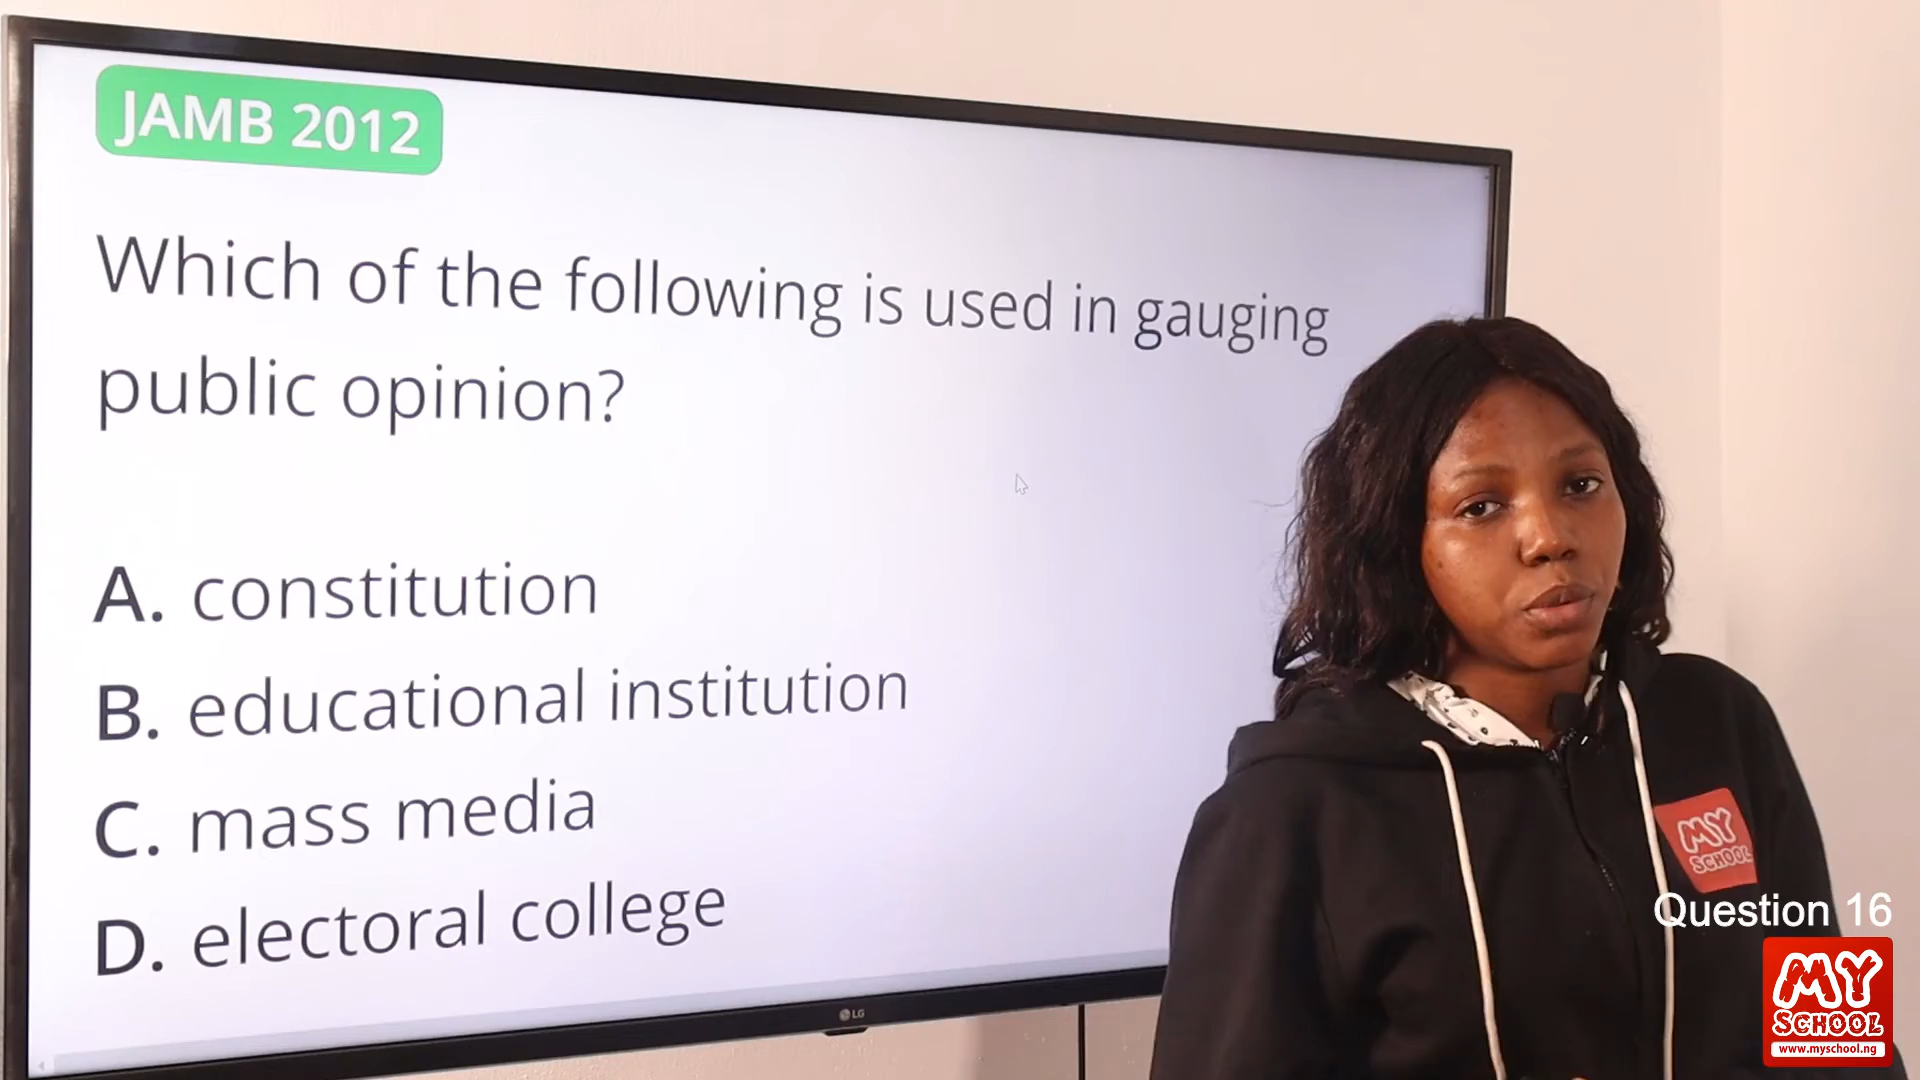 JAMB 2012
Which of the following is used in gauging
public opinion?
A. constitution
B. educational institution
C. mass media
D. electoral college
LG
MY
SCHOOL
Question 16
MY
SCHOOL
www.myschool.ng